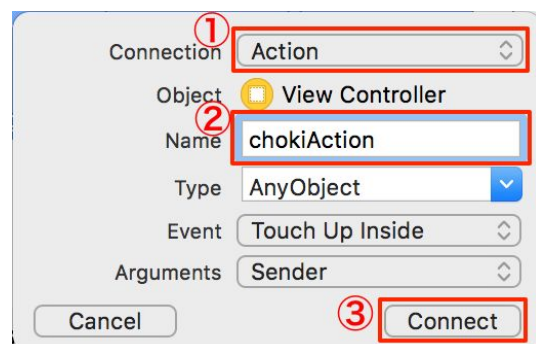 ①
Connection Action
Object View Controller
②
Name chokiAction
Type AnyObject
Event Touch Up Inside
Arguments Sender
Cancel ③ Connect